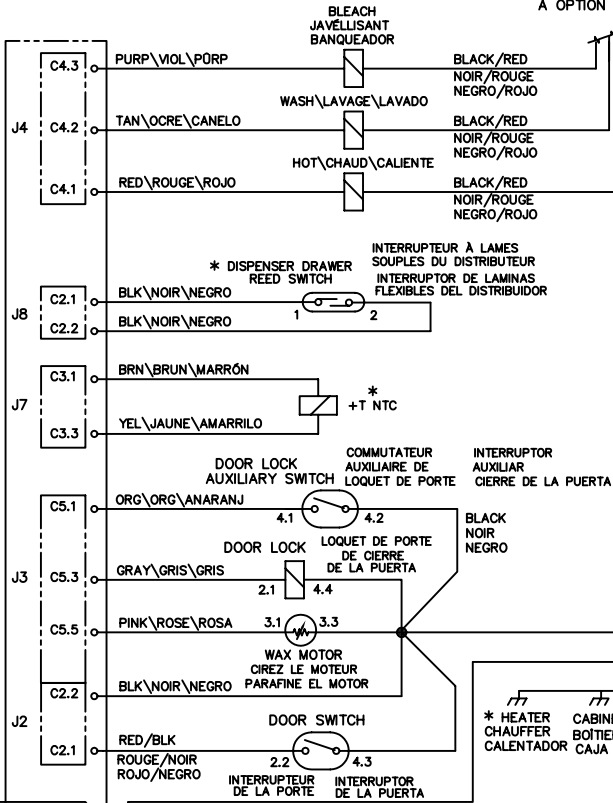 A OPTION
BLEACH
JAVÉLLISANT
BANQUEADOR
J4
C4.3
PURP\VIOL\PÚRP
BLACK/RED
NOIR/ROUGE
NEGRO/ROJO
WASH\LAVAGE\LAVADO
C4.2
TAN\OCRE\CANELO
BLACK/RED
NOIR/ROUGE
NEGRO/ROJO
HOT\CHAUD\CALIENTE
C4.1
RED\ROUGE\ROJO
BLACK/RED
NOIR/ROUGE
NEGRO/ROJO
* DISPENSER DRAWER
REED SWITCH
INTERRUPTEUR À LAMES
SOUPLES DU DISTRIBUTEUR
INTERRUPTOR DE LAMINAS
FLEXIBLES DEL DISTRIBUIDOR
J8
C2.1
BLK\NOIR\NEGRO
1
2
C2.2
BLK\NOIR\NEGRO
J7
C3.1
BRN\BRUN\MARRÓN
*
+T NTC
C3.3
YEL\JAUNE\AMARRILO
DOOR LOCK
AUXILIARY SWITCH
COMMUTATEUR
AUXILIAIRE DE
LOQUET DE PORTE
INTERRUPTOR
AUXILIAR
CIERRE DE LA PUERTA
J3
C5.1
ORG\ORG\ANARANJ
4.1
4.2
BLACK
NOIR
NEGRO
DOOR LOCK
LOQUET DE PORTE
DE CIERRE
DE LA PUERTA
C5.3
GRAY\GRIS\GRIS
2.1
4.4
C5.5
PINK\ROSE\ROSA
3.1
3.3
WAX MOTOR
CIREZ LE MOTEUR
PARAFINE EL MOTOR
J2
C2.2
BLK\NOIR\NEGRO
DOOR SWITCH
C2.1
RED/BLK
ROUGE/NOIR
ROJO/NEGRO
2.2
4.3
INTERRUPTEUR
DE LA PORTE
INTERRUPTOR
DE LA PUERTA
* HEATER
CHAUFFER
CALENTADOR
CABINE
BOÎTIE
CAJA